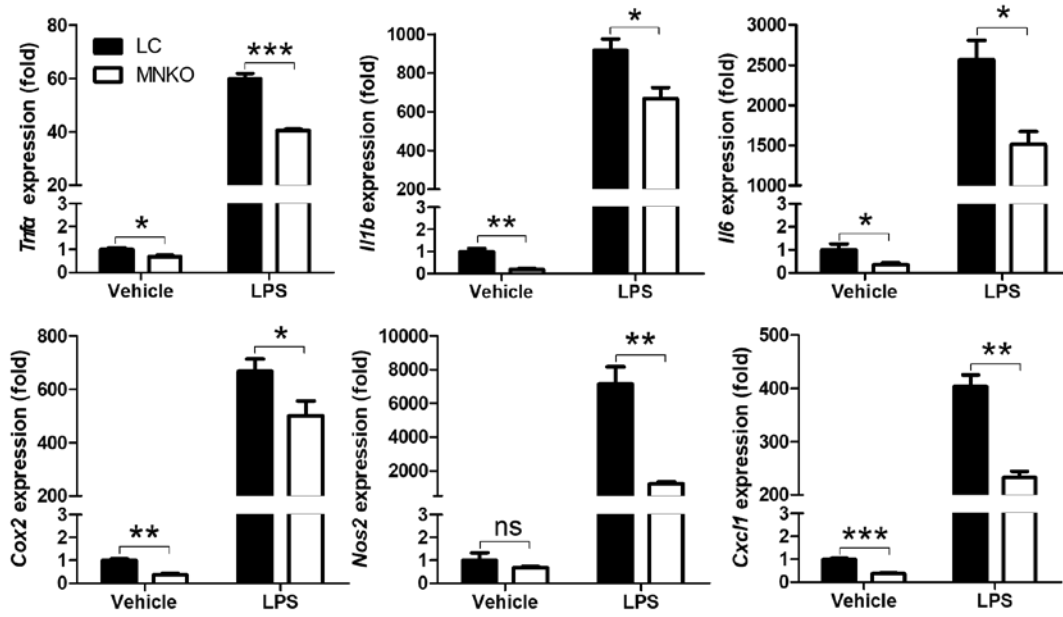 Tnfα expression (fold)
80
60
40
20
3
2
1
0
LC
MNKO
*
***
Vehicle
LPS
Il1b expression (fold)
1000
800
600
400
200
3
2
1
0
**
*
Vehicle
LPS
Il6 expression (fold)
3000
2500
2000
1500
1000
3
2
1
0
*
*
Vehicle
LPS
Cox2 expression (fold)
800
600
400
200
3
2
1
0
**
*
Vehicle
LPS
Nos2 expression (fold)
10000
8000
6000
4000
2000
3
2
1
0
ns
**
Vehicle
LPS
Cxcl1 expression (fold)
500
400
300
200
3
2
1
0
***
**
Vehicle
LPS